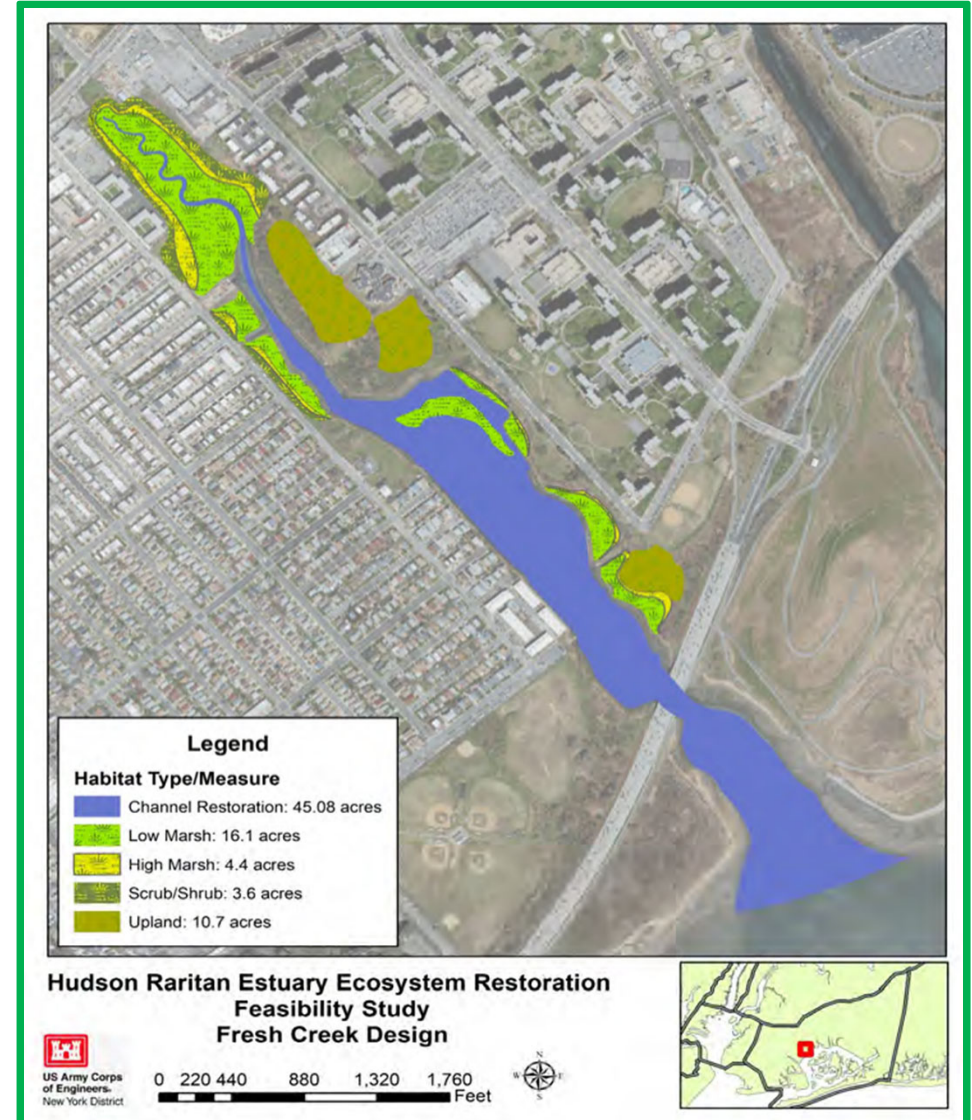 Legend
Habitat Type/Measure
Channel Restoration: 45.08 acres
Low Marsh: 16.1 acres
High Marsh: 4.4 acres
Scrub/Shrub: 3.6 acres
Upland: 10.7 acres
Hudson Raritan Estuary Ecosystem Restoration
Feasibility Study
Fresh Creek Design
US Army Corps
of Engineers.
New York District
0 220 440 880 1,320 1,760
Feet
N
W E
S